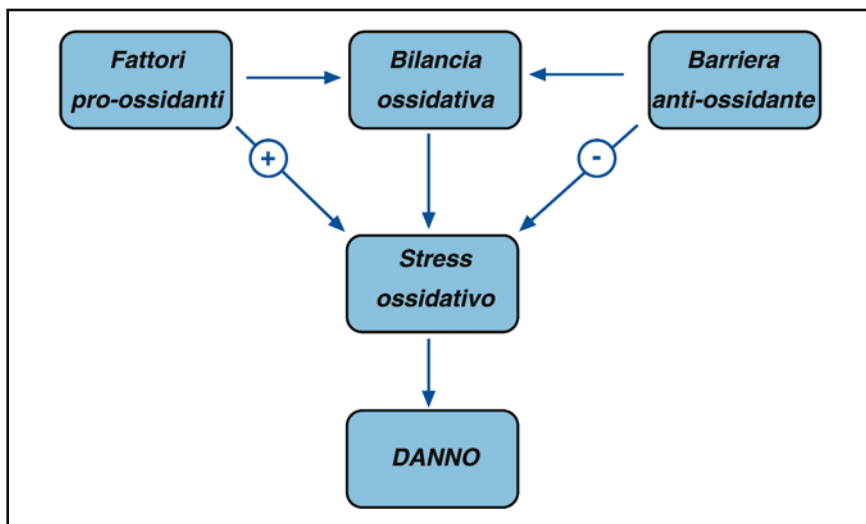 Fattori
pro-ossidanti
Bilancia
ossidativa
Barriera
anti-ossidante
+
-
Stress
ossidativo
DANNO